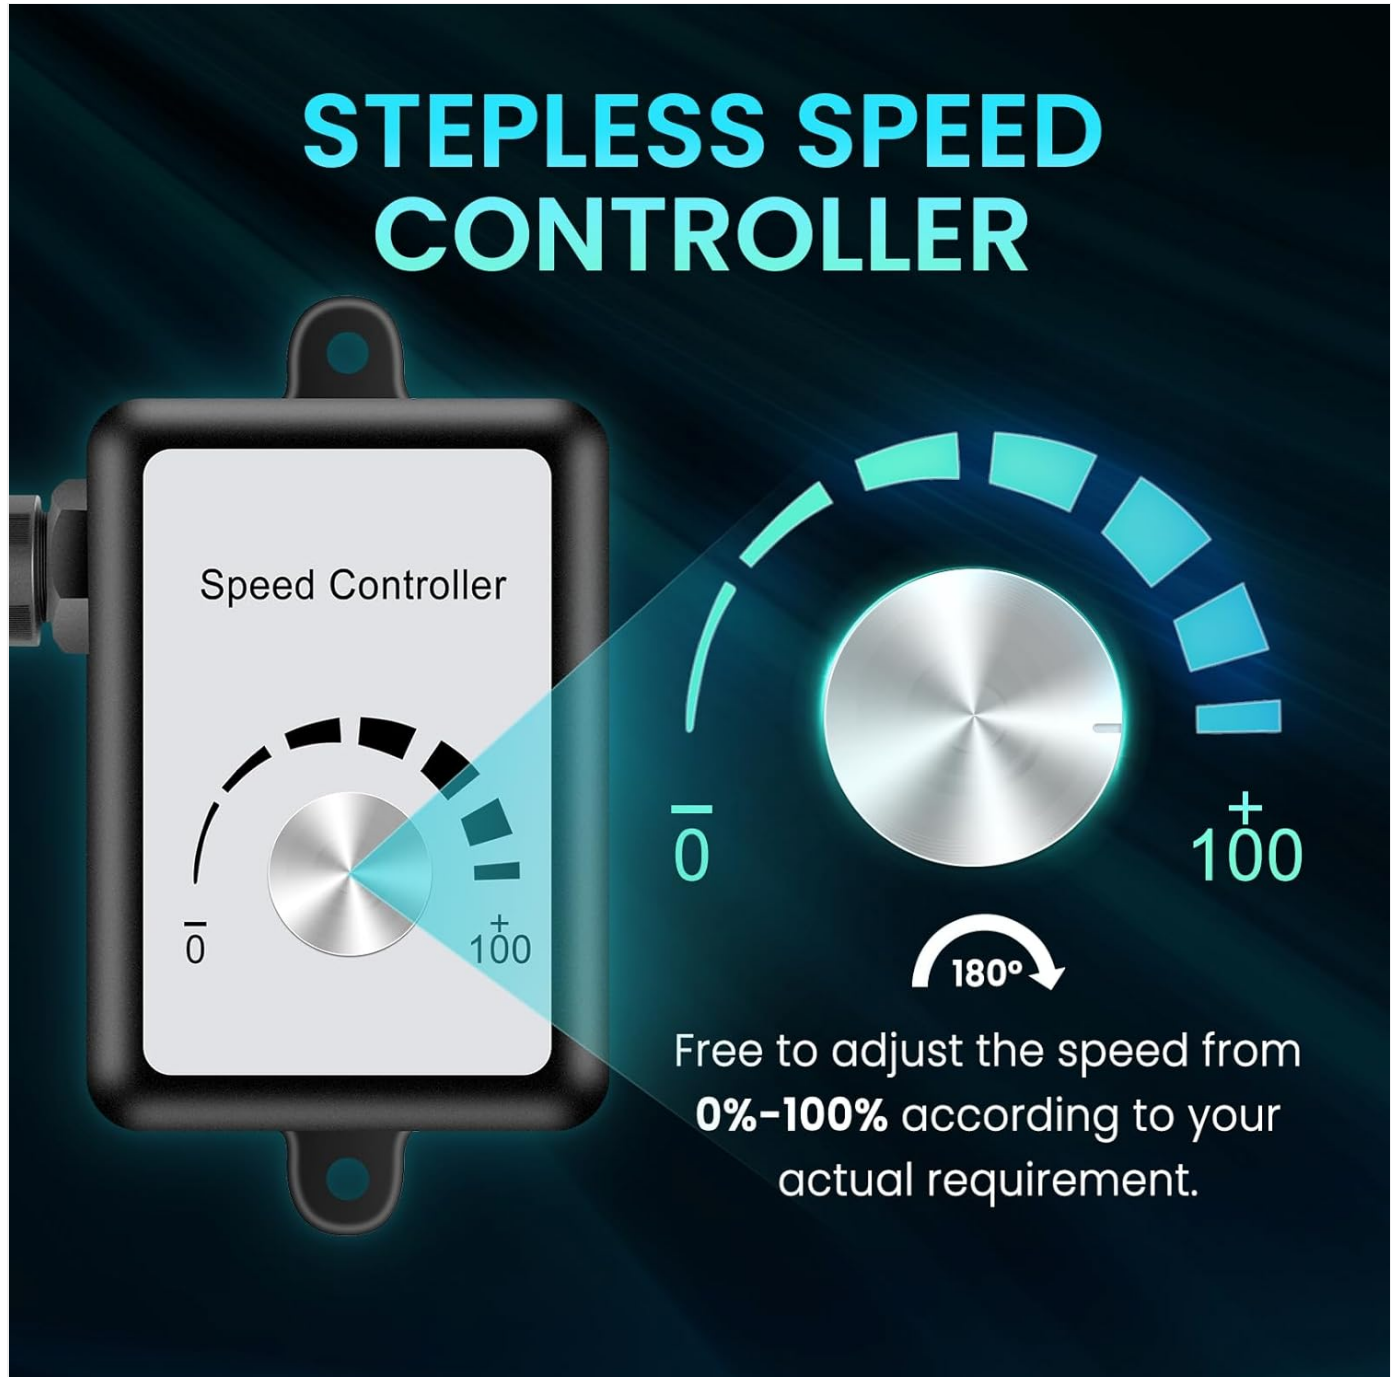 STEPLESS SPEED
CONTROLLER
Speed Controller
−
0
+
100
−
0
+
100
180º
Free to adjust the speed from
0%-100% according to your
actual requirement.